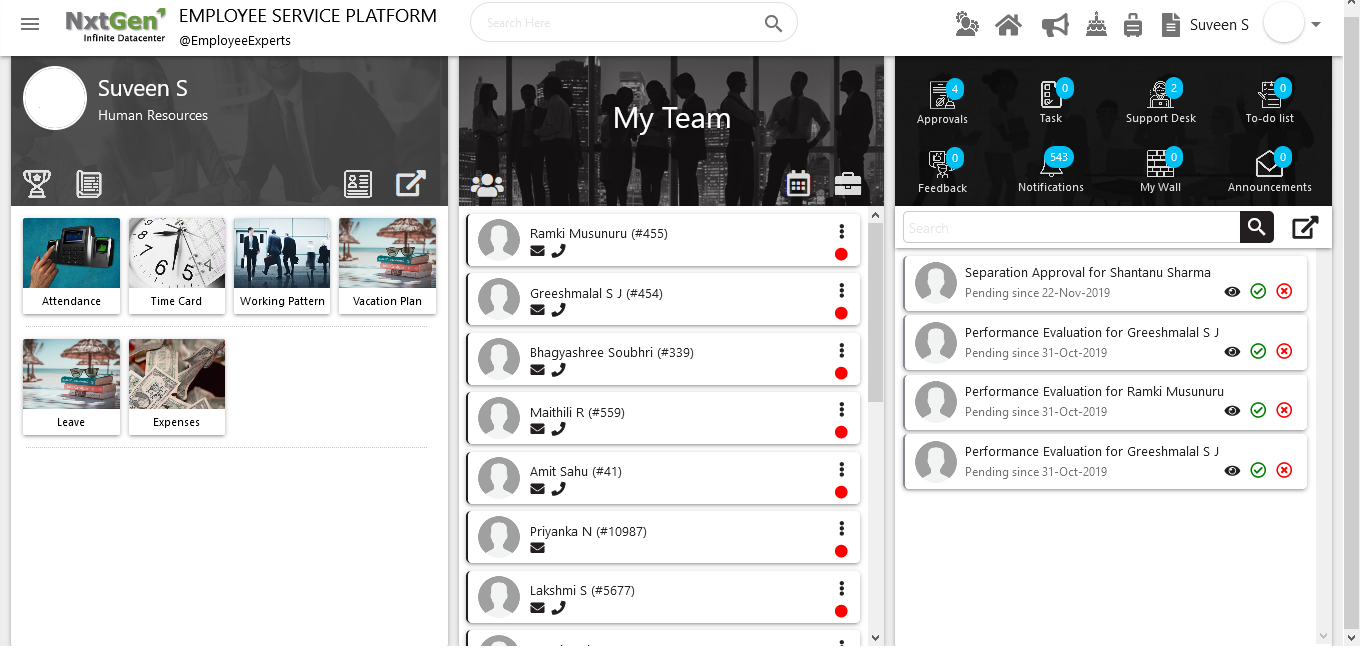 NxtGen
Infinite Datacenter
EMPLOYEE SERVICE PLATFORM
@EmployeeExperts
Search Here
Suveen S
Suveen S
Human Resources
Attendance
Time Card
Working Pattern
Vacation Plan
Leave
Expenses
My Team
Ramki Musunuru (#455)
Greeshmalal S J (#454)
Bhagyashree Soubhri (#339)
Maithili R (#559)
Amit Sahu (#41)
Priyanka N (#10987)
Lakshmi S (#5677)
4
Approvals
0
Task
2
Support Desk
0
To-do list
0
Feedback
543
Notifications
0
My Wall
0
Announcements
Search
Separation Approval for Shantanu Sharma
Pending since 22-Nov-2019
Performance Evaluation for Greeshmalal S J
Pending since 31-Oct-2019
Performance Evaluation for Ramki Musunuru
Pending since 31-Oct-2019
Performance Evaluation for Greeshmalal S J
Pending since 31-Oct-2019